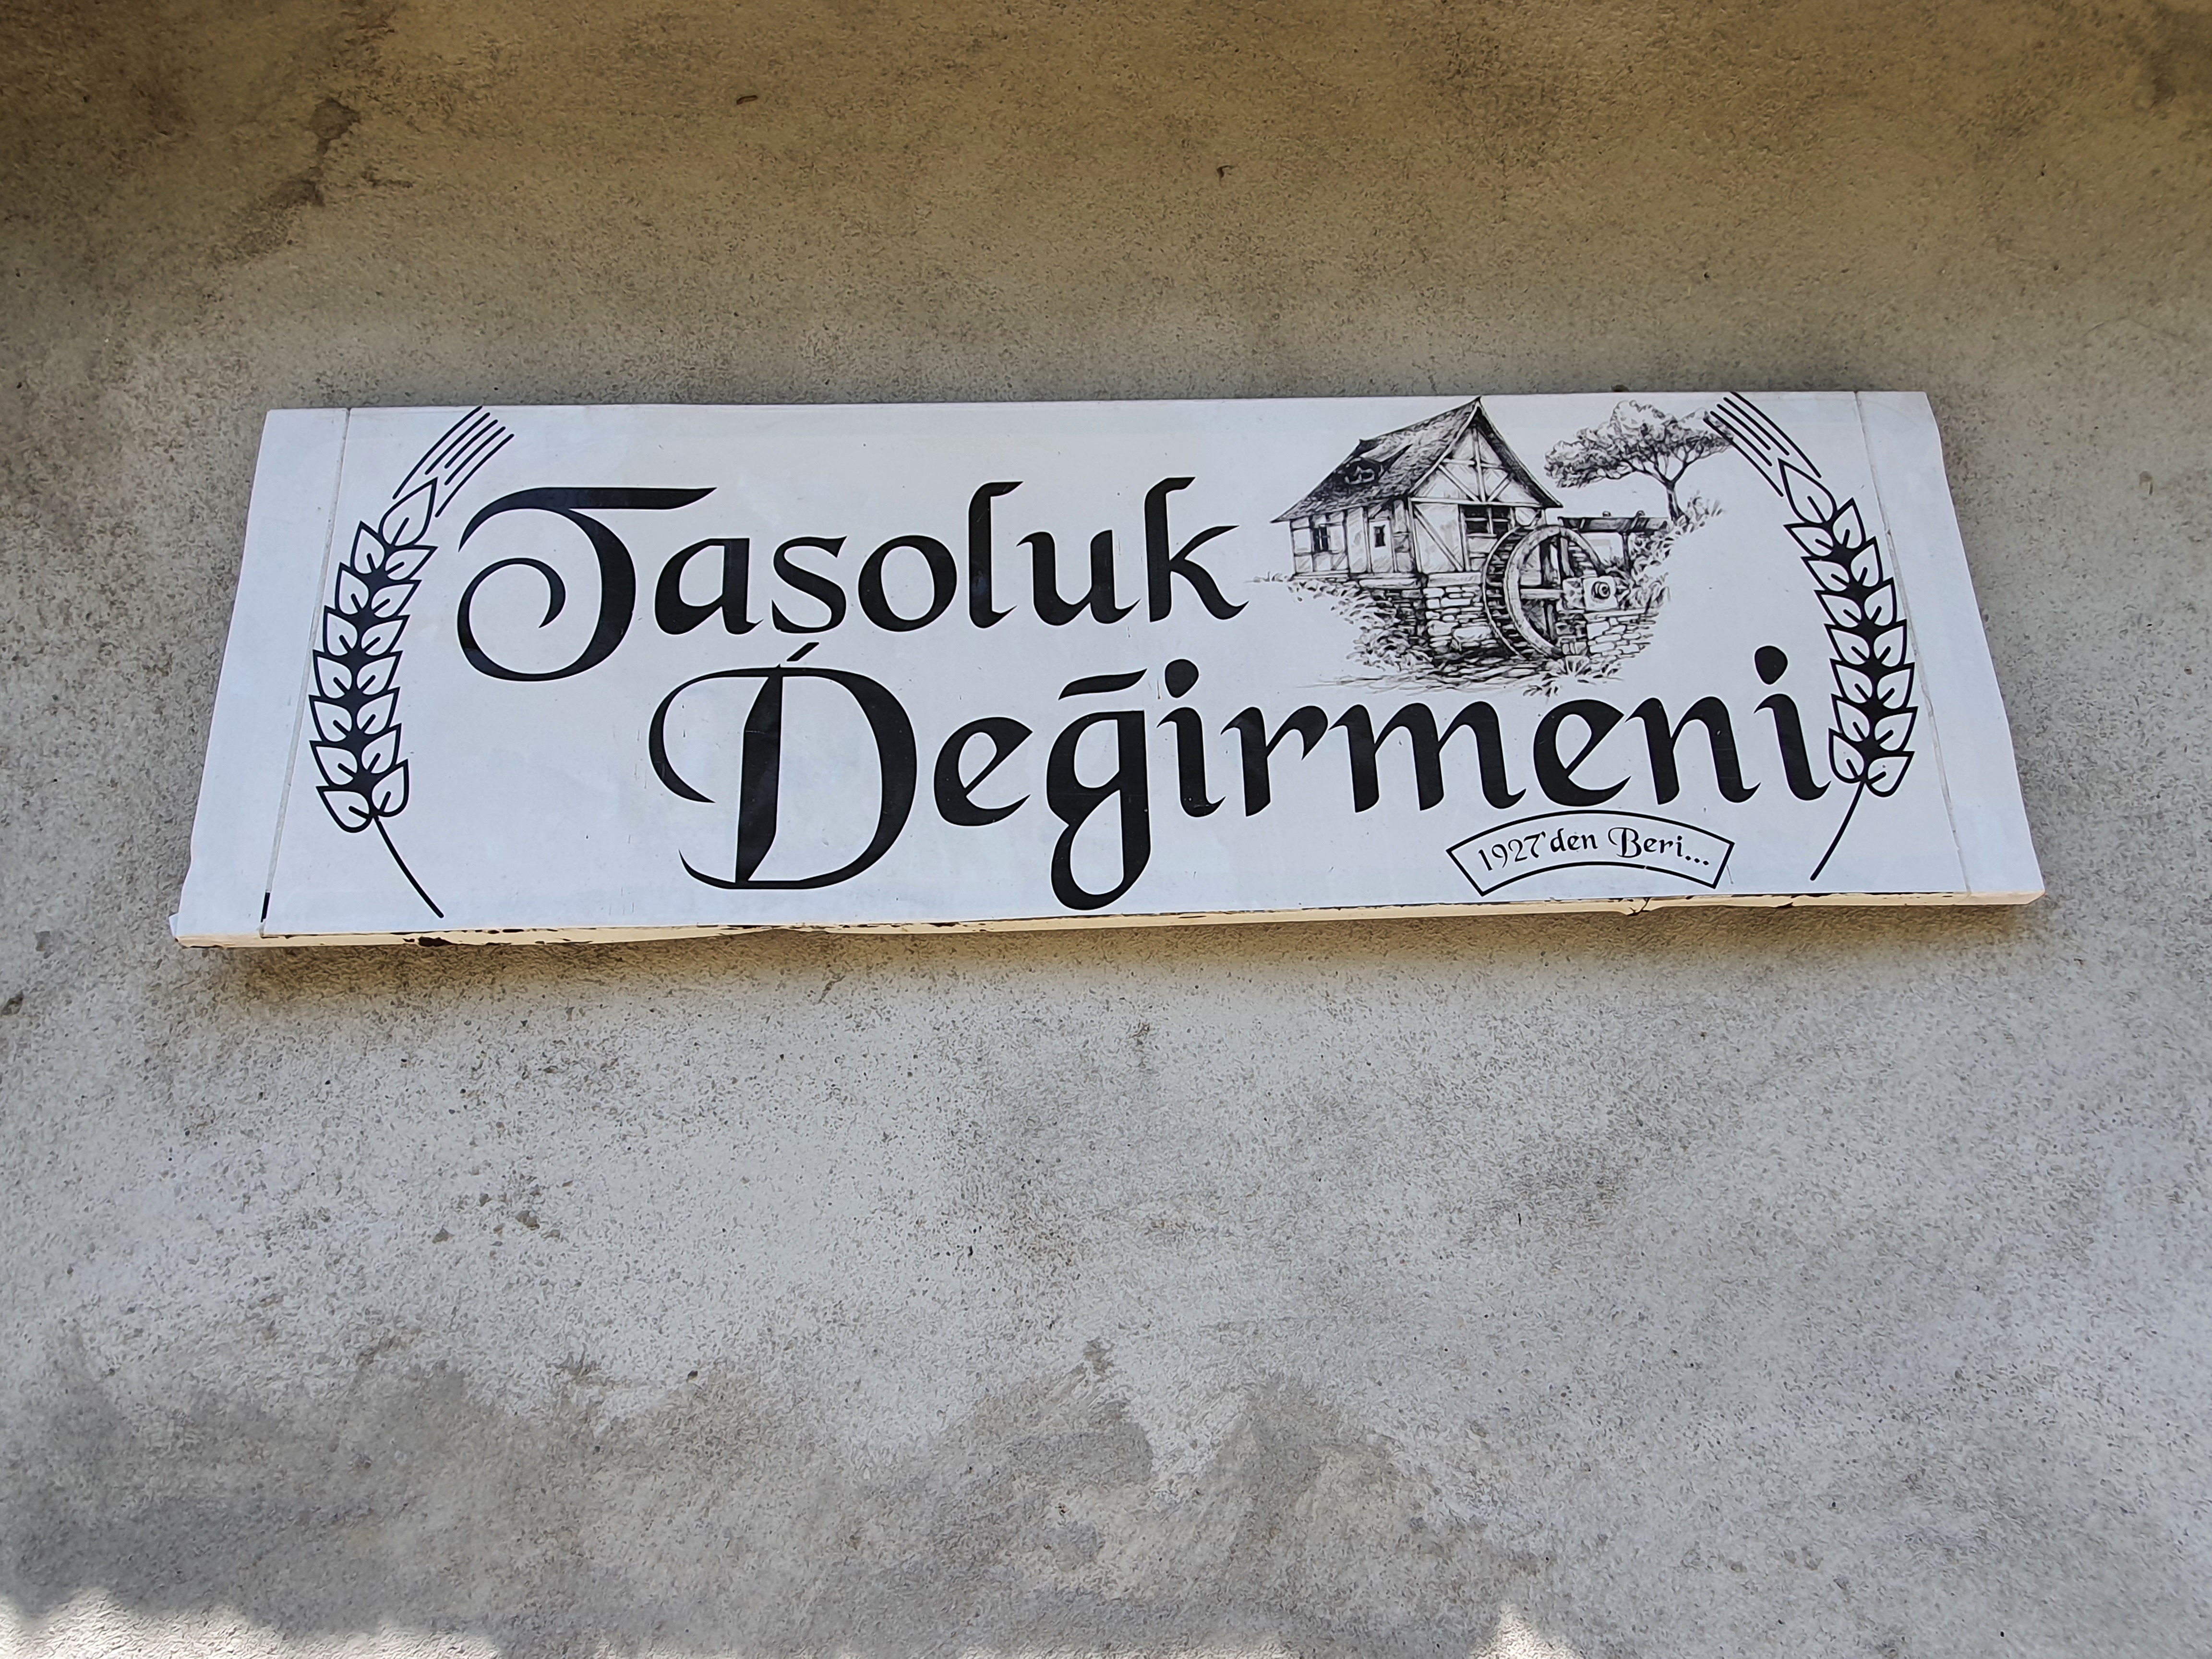 Taşoluk
Değirmeni
1927'den Beri...